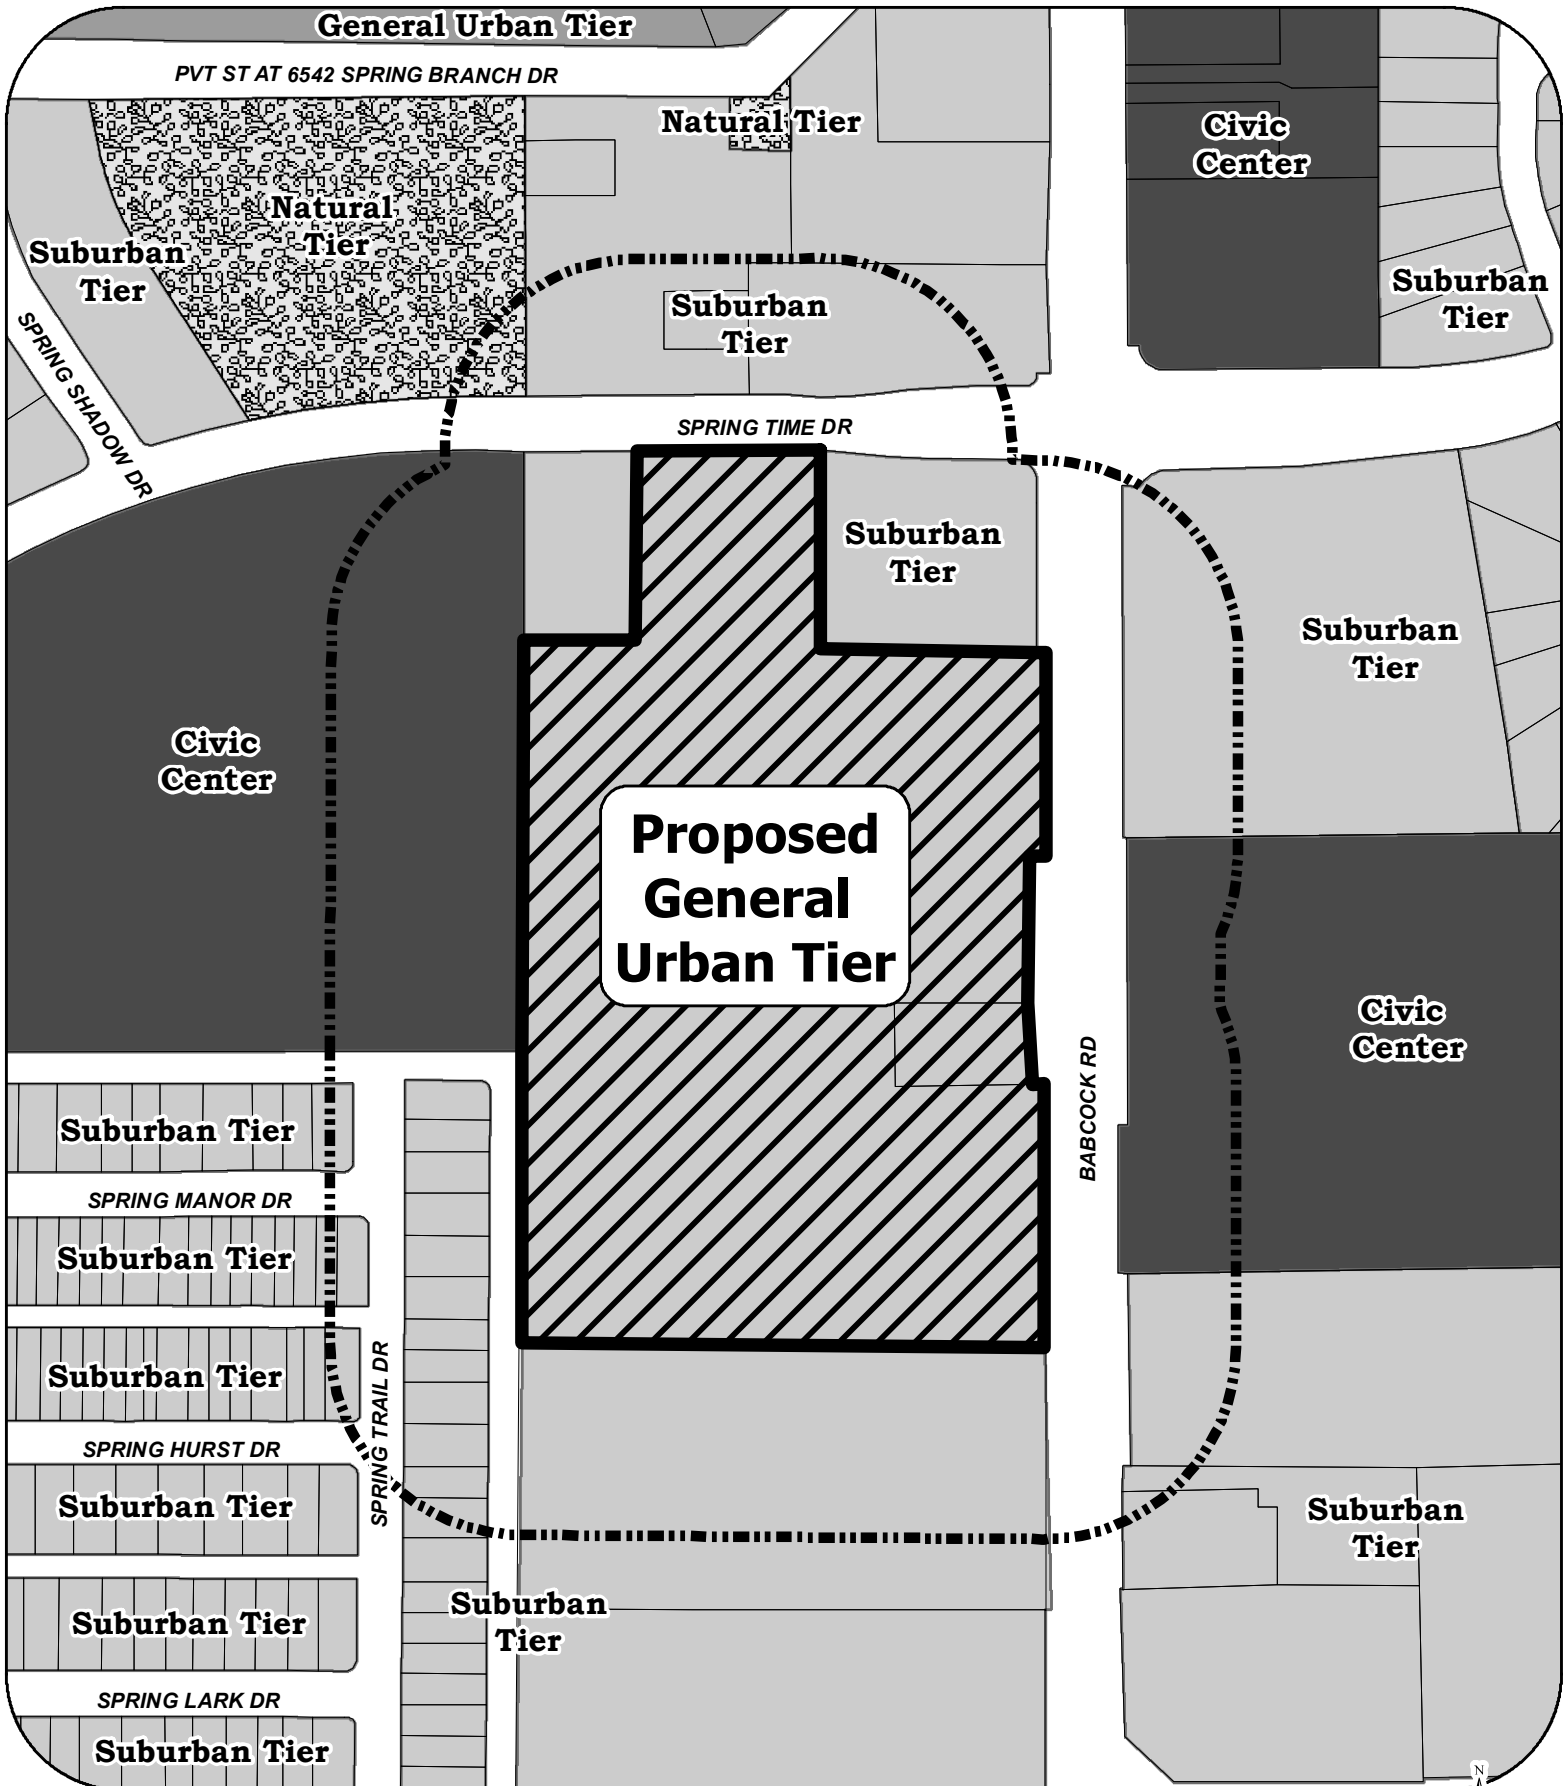 General Urban Tier
PVT ST AT 6542 SPRING BRANCH DR
Natural Tier
Civic
Center
Natural
Tier
Suburban
Tier
Suburban
Tier
Suburban
Tier
SPRING SHADOW DR
SPRING TIME DR
Suburban
Tier
Suburban
Tier
Civic
Center
Proposed
General
Urban Tier
Civic
Center
BABCOCK RD
Suburban Tier
SPRING MANOR DR
Suburban Tier
Suburban Tier
SPRING TRAIL DR
SPRING HURST DR
Suburban Tier
Suburban
Tier
Suburban Tier
Suburban
Tier
SPRING LARK DR
Suburban Tier
N